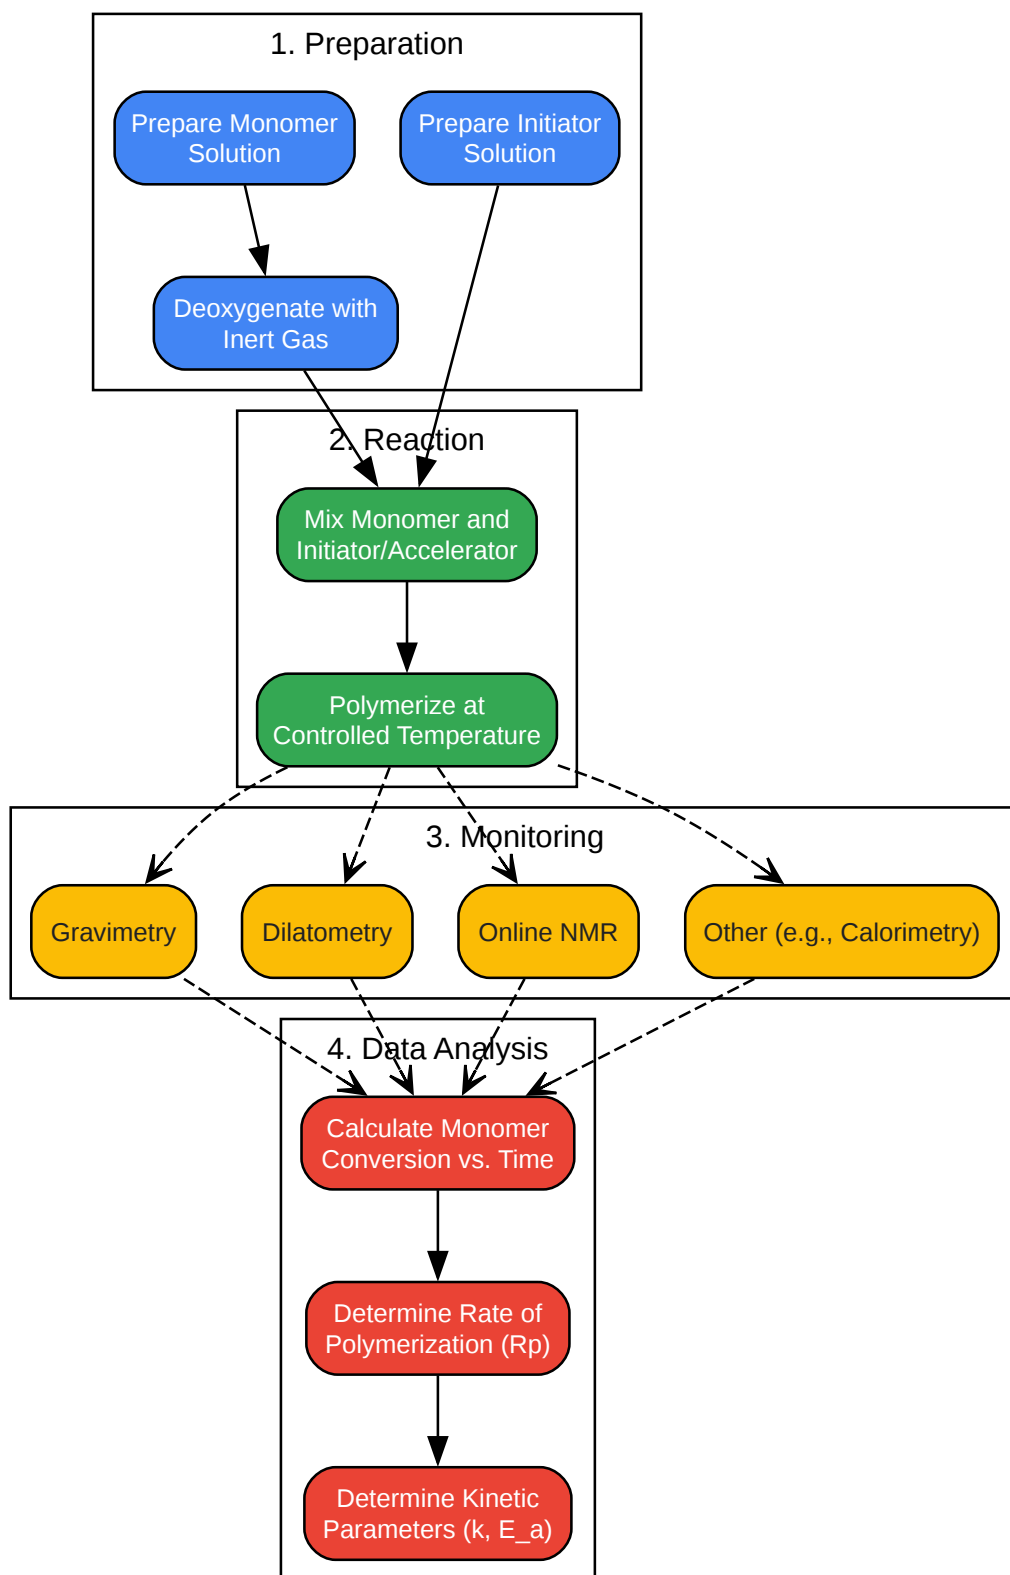 1. Preparation
Prepare Monomer
Solution
Prepare Initiator
Solution
Deoxygenate with
Inert Gas
2. Reaction
Mix Monomer and
Initiator/Accelerator
Polymerize at
Controlled Temperature
3. Monitoring
Gravimetry
Dilatometry
Online NMR
Other (e.g., Calorimetry)
4. Data Analysis
Calculate Monomer
Conversion vs. Time
Determine Rate of
Polymerization (Rp)
Determine Kinetic
Parameters (k, E_a)